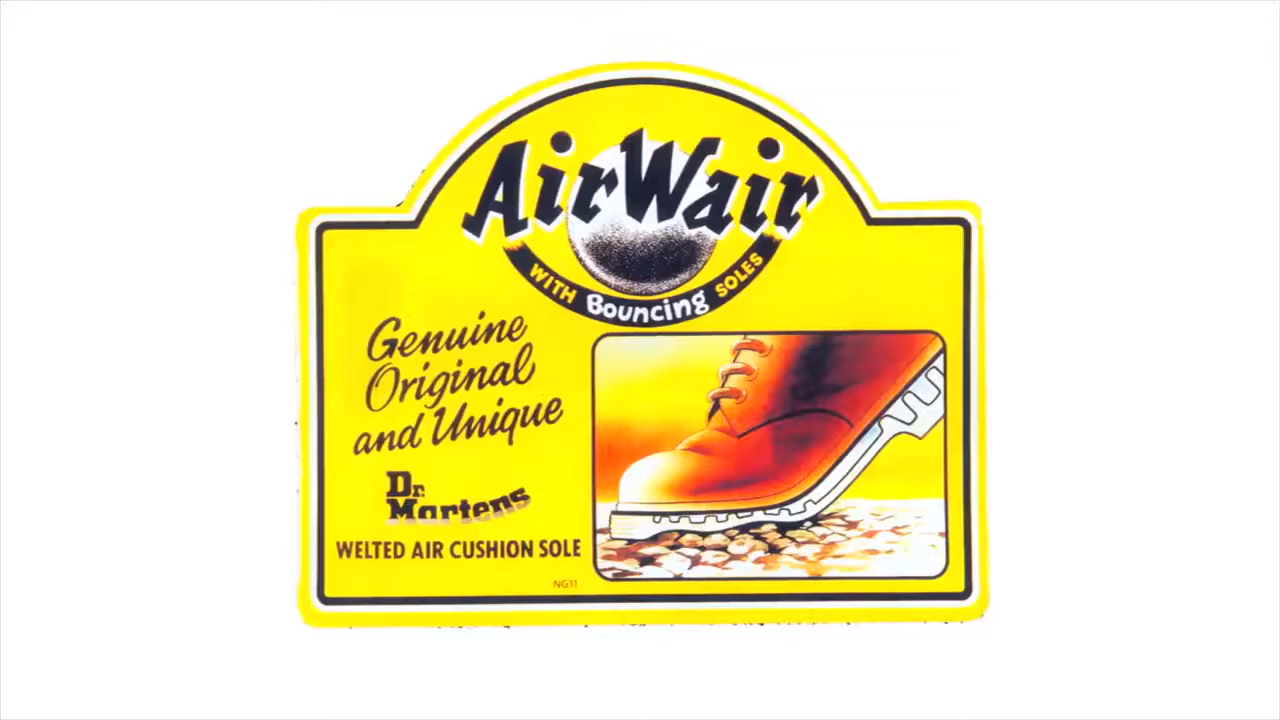 AirWair
WITH Bouncing SOLES
Genuine
Original
and Unique
Dr.
Martens
WELTED AIR CUSHION SOLE
NG11